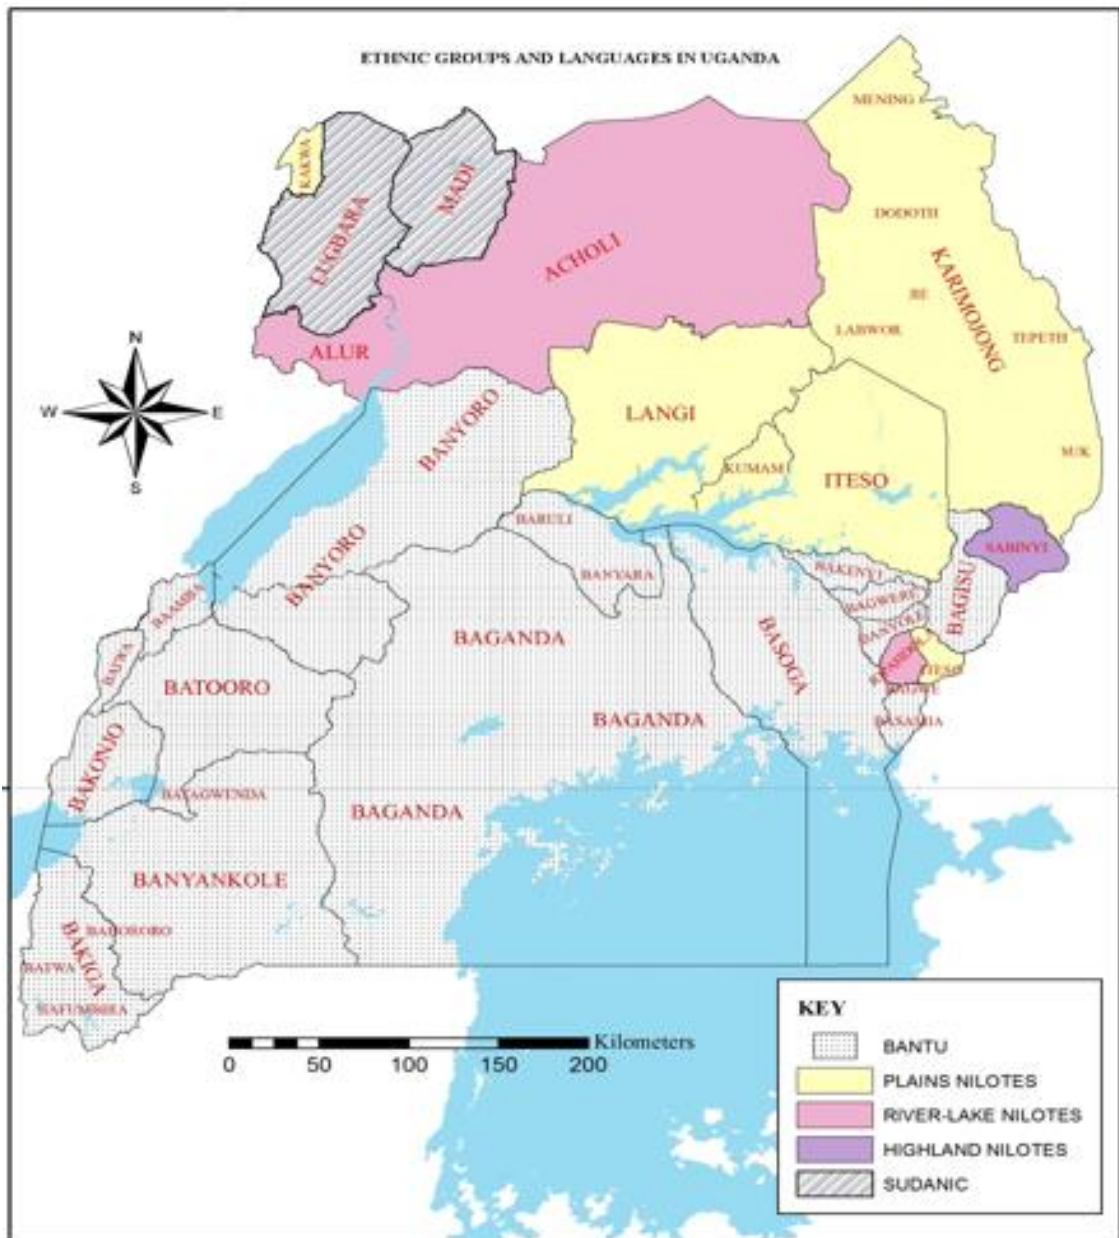 ETHNIC GROUPS AND LANGUAGES IN UGANDA
MENING
KAKWA
MADI
LUGBARA
DODOTH
ACHOLI
KARIMOJONG
LABWOR
TEPETH
N
ALUR
W
E
S
LANGI
BANYORO
SUK
KUMAM
ITESO
BARULI
SABINYI
BANYORO
BANYARA
BAKENYI
BAGISU
BAAMBA
BAGWERE
BANYOLE
BAGANDA
BASOGA
BATWA
ITESO
BATOORO
BAGWE
BAGANDA
BASAMIA
BAKONJO
BATAGWENDA
BAGANDA
BANYANKOLE
BAHORORO
BAKIGA
BATWA
BAFUMBIRA
KEY
BANTU
PLAINS NILOTES
RIVER-LAKE NILOTES
HIGHLAND NILOTES
SUDANIC
Kilometers
0 50 100 150 200